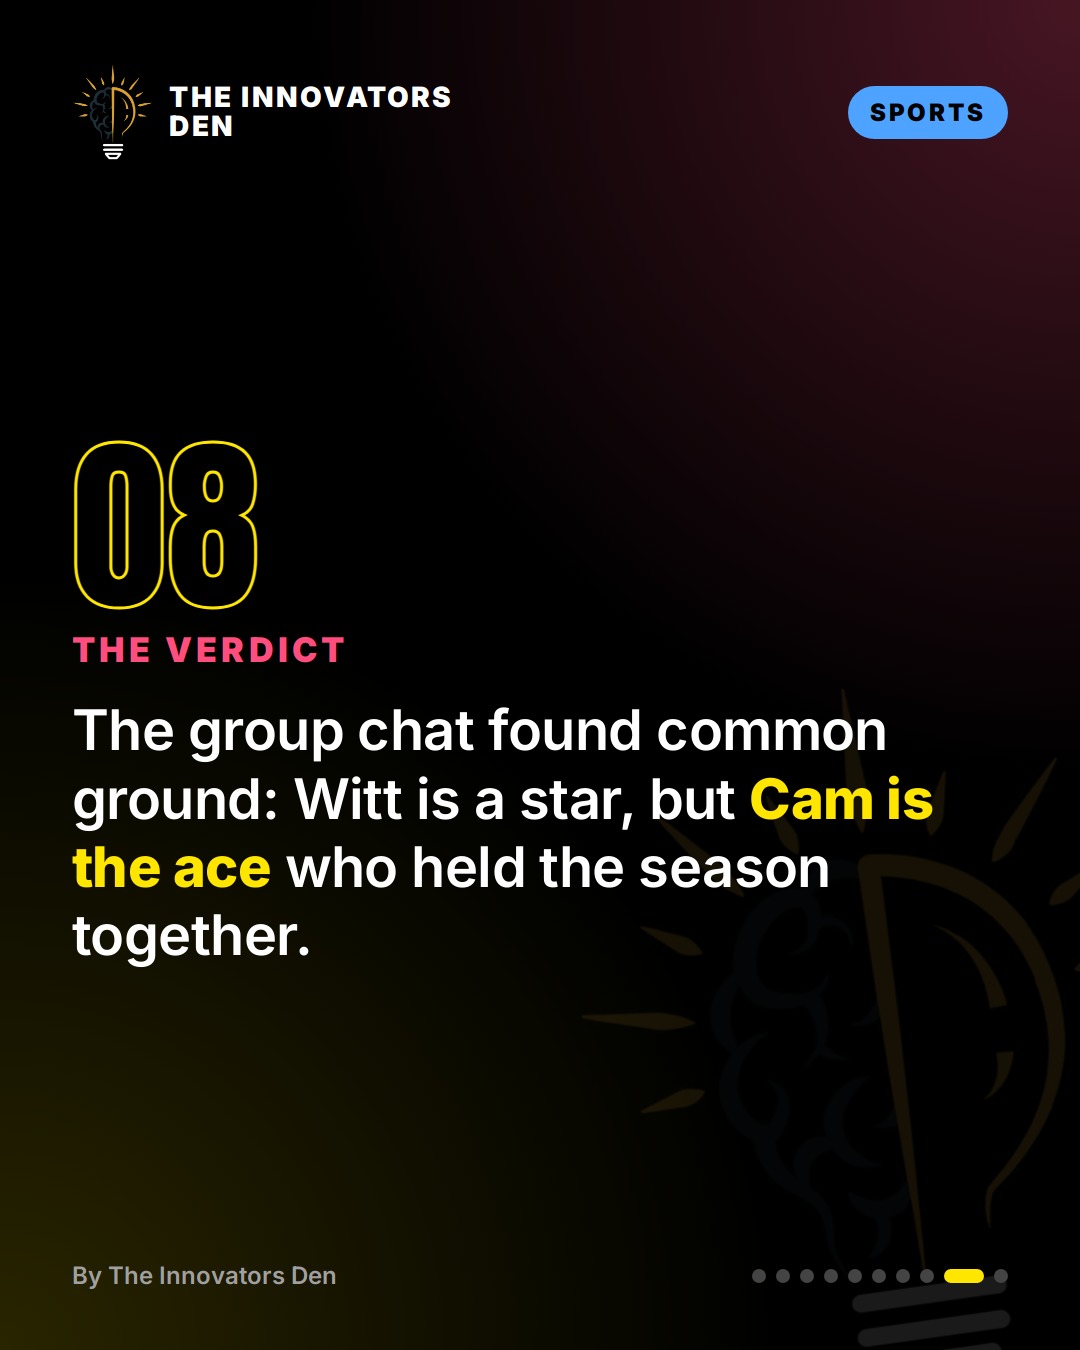 THE INNOVATORS
DEN
SPORTS
08
THE VERDICT
The group chat found common
ground: Witt is a star, but Cam is
the ace who held the season
together.
By The Innovators Den